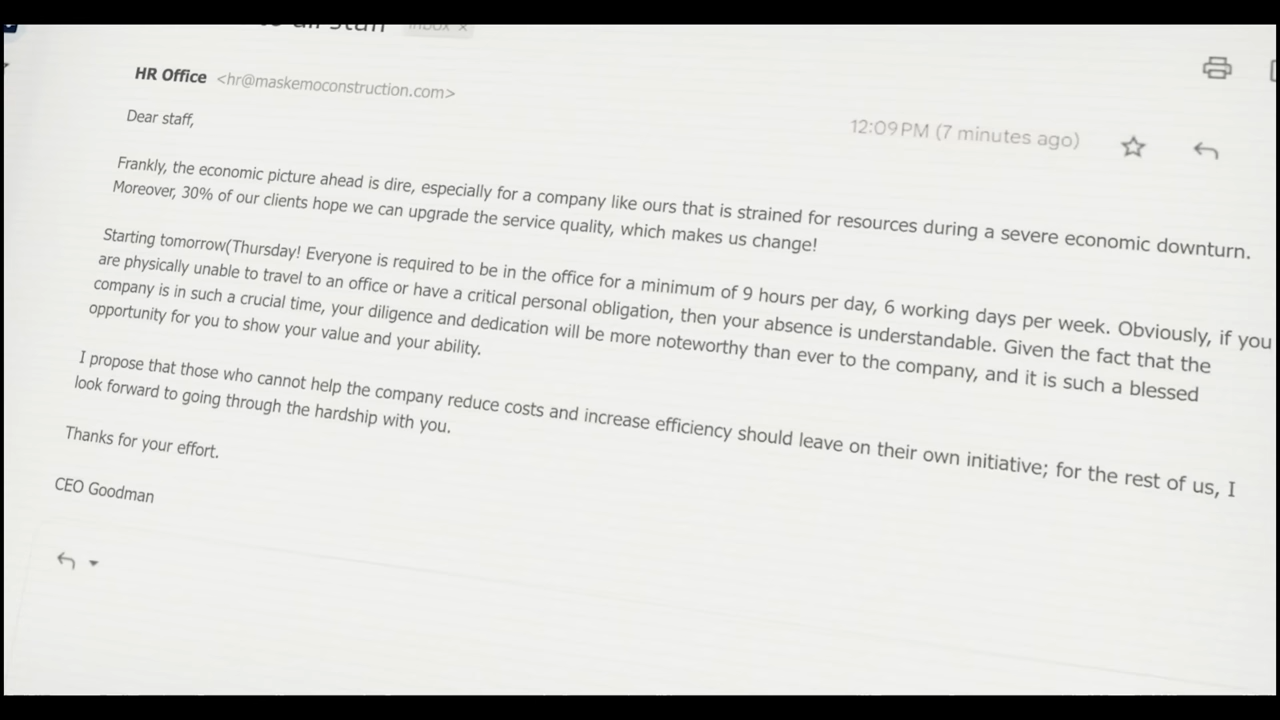 to all staff Inbox ×
HR Office <hr@maskemoconstruction.com>
12:09 PM (7 minutes ago)
Dear staff,
Frankly, the economic picture ahead is dire, especially for a company like ours that is strained for resources during a severe economic downturn.
Moreover, 30% of our clients hope we can upgrade the service quality, which makes us change!
Starting tomorrow(Thursday! Everyone is required to be in the office for a minimum of 9 hours per day, 6 working days per week. Obviously, if you
are physically unable to travel to an office or have a critical personal obligation, then your absence is understandable. Given the fact that the
company is in such a crucial time, your diligence and dedication will be more noteworthy than ever to the company, and it is such a blessed
opportunity for you to show your value and your ability.
I propose that those who cannot help the company reduce costs and increase efficiency should leave on their own initiative; for the rest of us, I
look forward to going through the hardship with you.
Thanks for your effort.
CEO Goodman